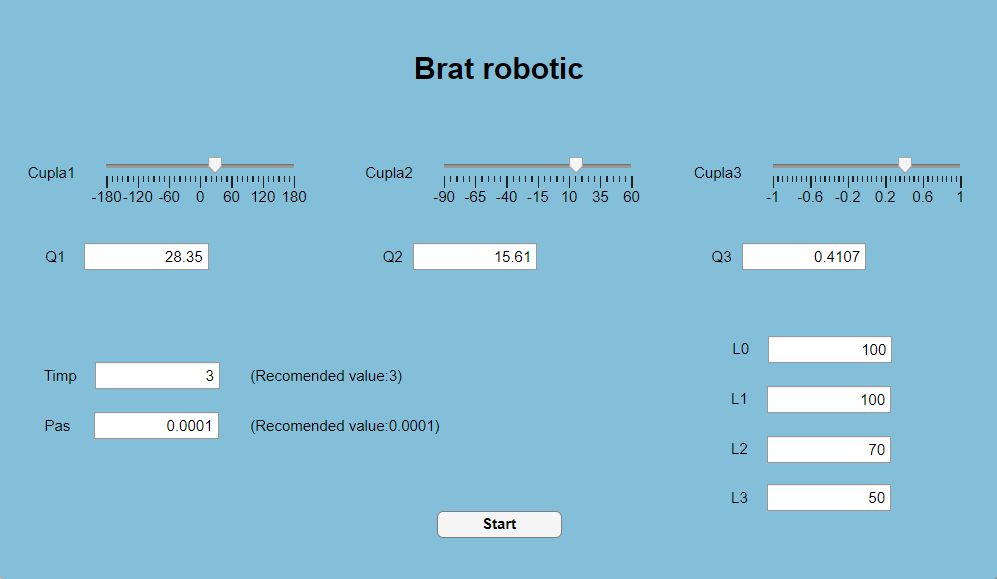 Brat robotic
Cupla1
-180 -120 -60 0 60 120 180
Cupla2
-90 -65 -40 -15 10 35 60
Cupla3
-1 -0.6 -0.2 0.2 0.6 1
Q1 28.35
Q2 15.61
Q3 0.4107
L0 100
Timp 3 (Recomended value:3)
L1 100
Pas 0.0001 (Recomended value:0.0001)
L2 70
L3 50
Start